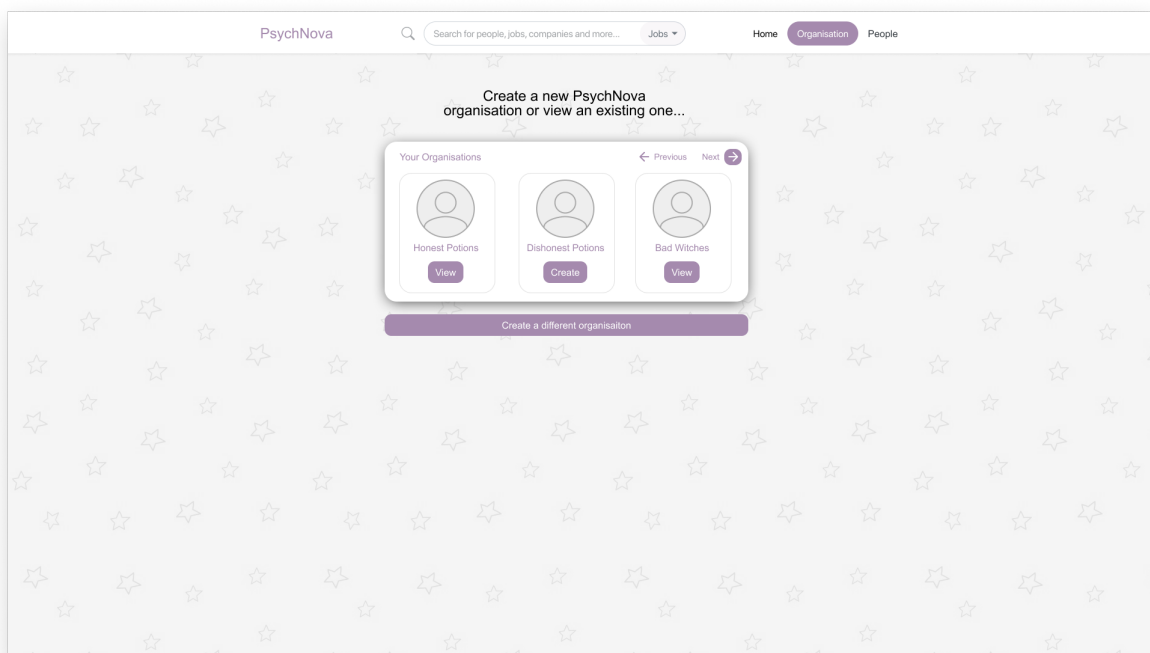 PsychNova
Search for people, jobs, companies and more...
Jobs
Home
Organisation
People
Create a new PsychNova
organisation or view an existing one...
Your Organisations
Previous
Next
Honest Potions
Dishonest Potions
Bad Witches
View
Create
View
Create a different organisaiton